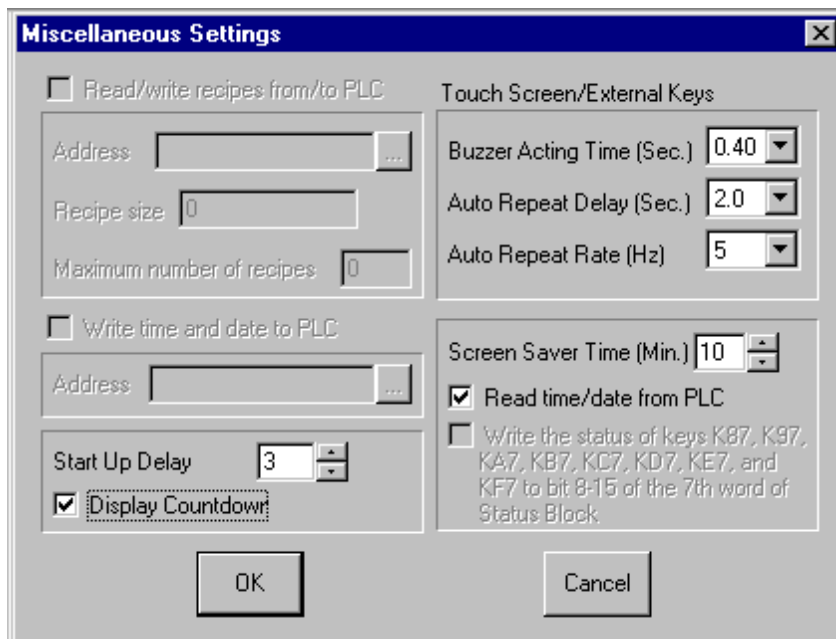 Miscellaneous Settings
Read/write recipes from/to PLC
Address
...
Recipe size 0
Maximum number of recipes 0
Write time and date to PLC
Address
...
Start Up Delay 3
Display Countdown
Touch Screen/External Keys
Buzzer Acting Time (Sec.) 0.40
Auto Repeat Delay (Sec.) 2.0
Auto Repeat Rate (Hz) 5
Screen Saver Time (Min.) 10
Read time/date from PLC
Write the status of keys K87, K97,
KA7, KB7, KC7, KD7, KE7, and
KF7 to bit 8-15 of the 7th word of
Status Block
OK
Cancel